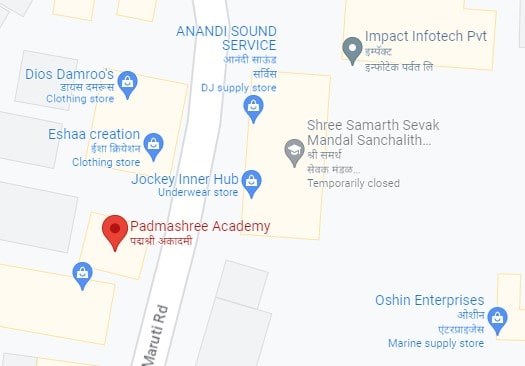 ANANDI SOUND
SERVICE
आनंदी साऊंड
सर्विस
DJ supply store
Impact Infotech Pvt
इम्पॅक्ट
इन्फोटेक पर्वत लि
Dios Damroo's
डायस दमरूस
Clothing store
Eshaa creation
ईशा क्रियेशन
Clothing store
Shree Samarth Sevak
Mandal Sanchalith...
श्री समर्थ
सेवक मंडळ...
Temporarily closed
Jockey Inner Hub
Underwear store
Padmashree Academy
पद्मश्री अकादमी
Maruti Rd
Oshin Enterprises
ओशीन
एंटरप्राइजेस
Marine supply store